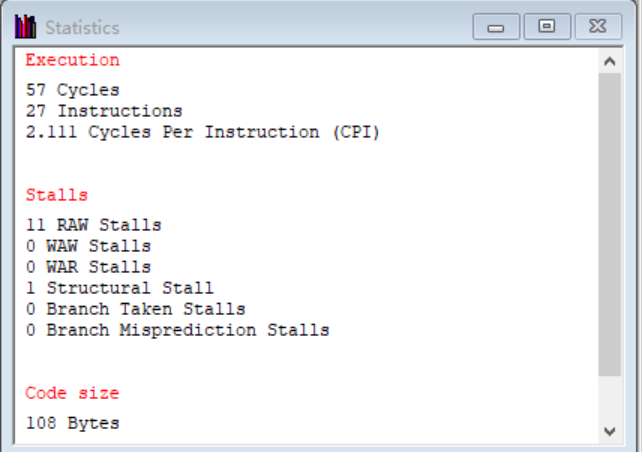 Statistics
Execution
57 Cycles
27 Instructions
2.111 Cycles Per Instruction (CPI)
Stalls
11 RAW Stalls
0 WAW Stalls
0 WAR Stalls
1 Structural Stall
0 Branch Taken Stalls
0 Branch Misprediction Stalls
Code size
108 Bytes